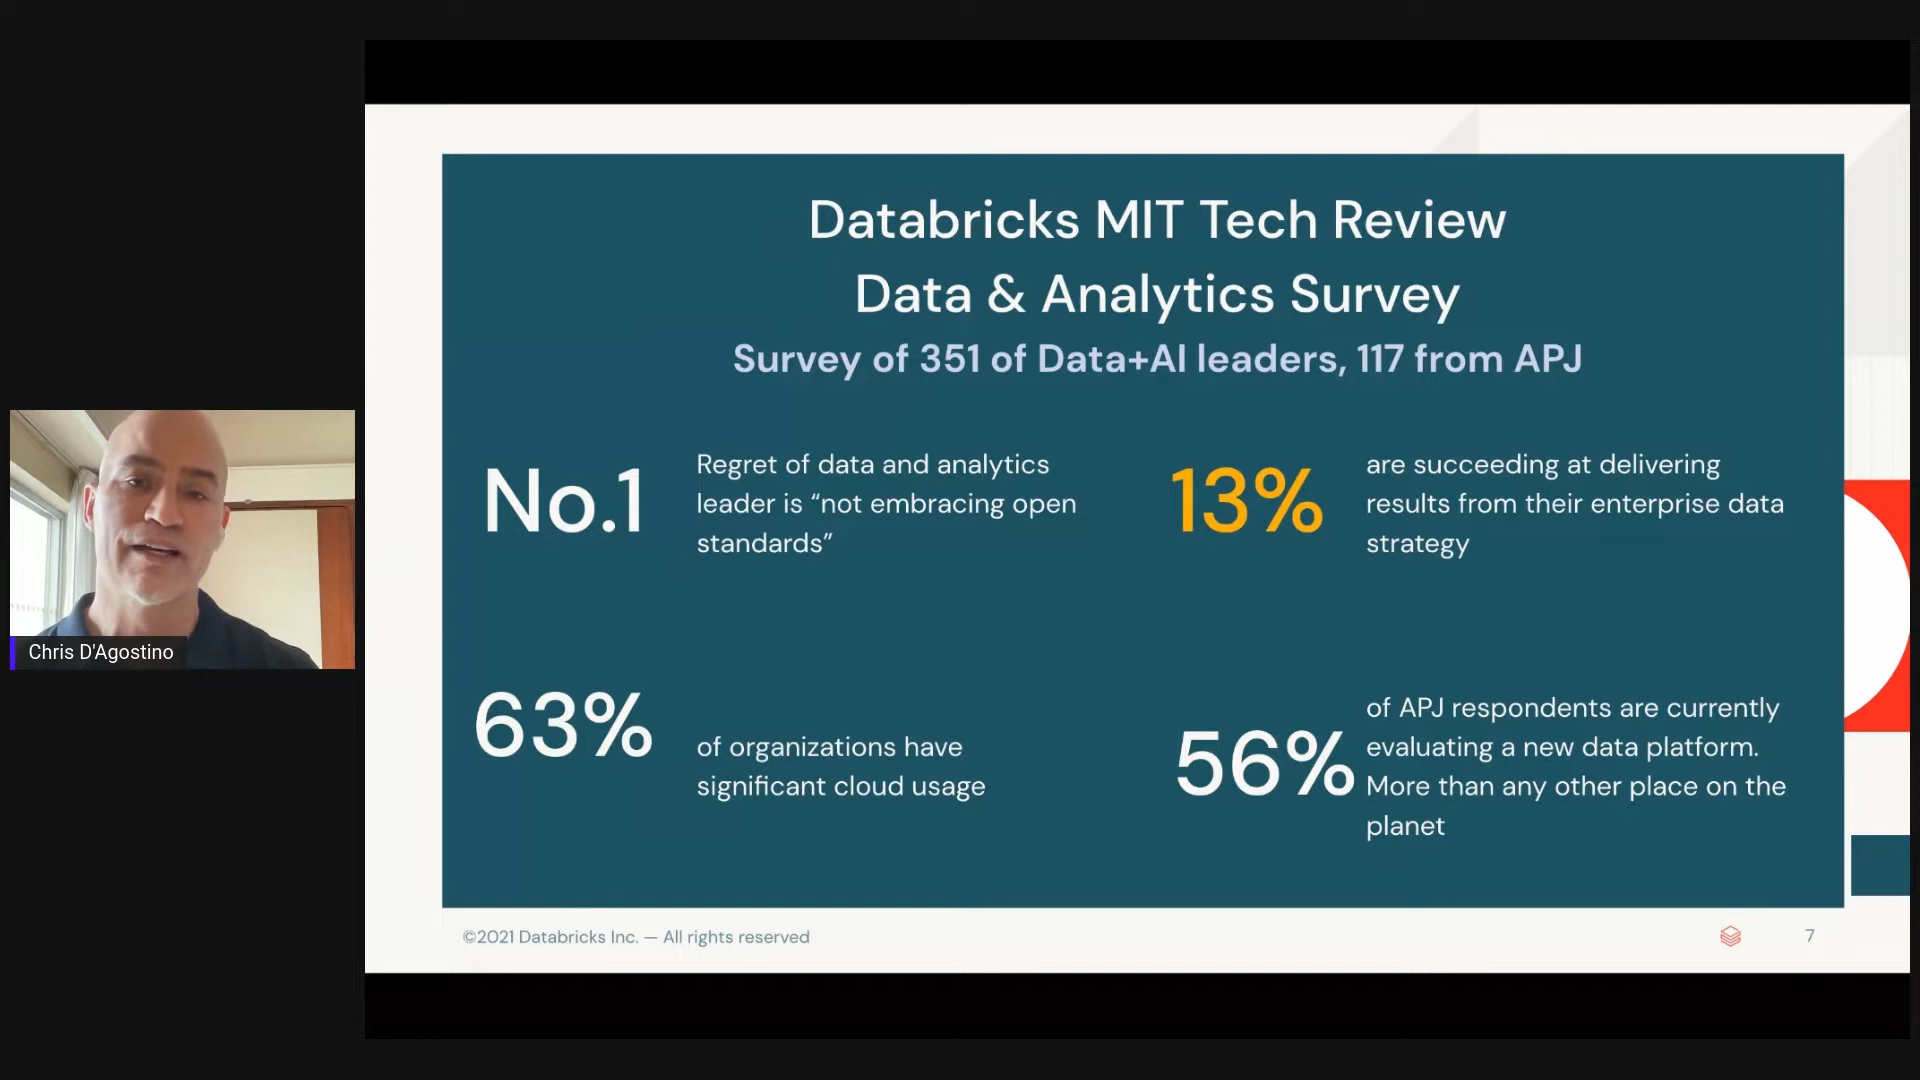 Databricks MIT Tech Review
Data & Analytics Survey
Survey of 351 of Data+AI leaders, 117 from APJ
No.1
Regret of data and analytics
leader is “not embracing open
standards”
13%
are succeeding at delivering
results from their enterprise data
strategy
63%
of organizations have
significant cloud usage
56%
of APJ respondents are currently
evaluating a new data platform.
More than any other place on the
planet
Chris D'Agostino
©2021 Databricks Inc. — All rights reserved
7